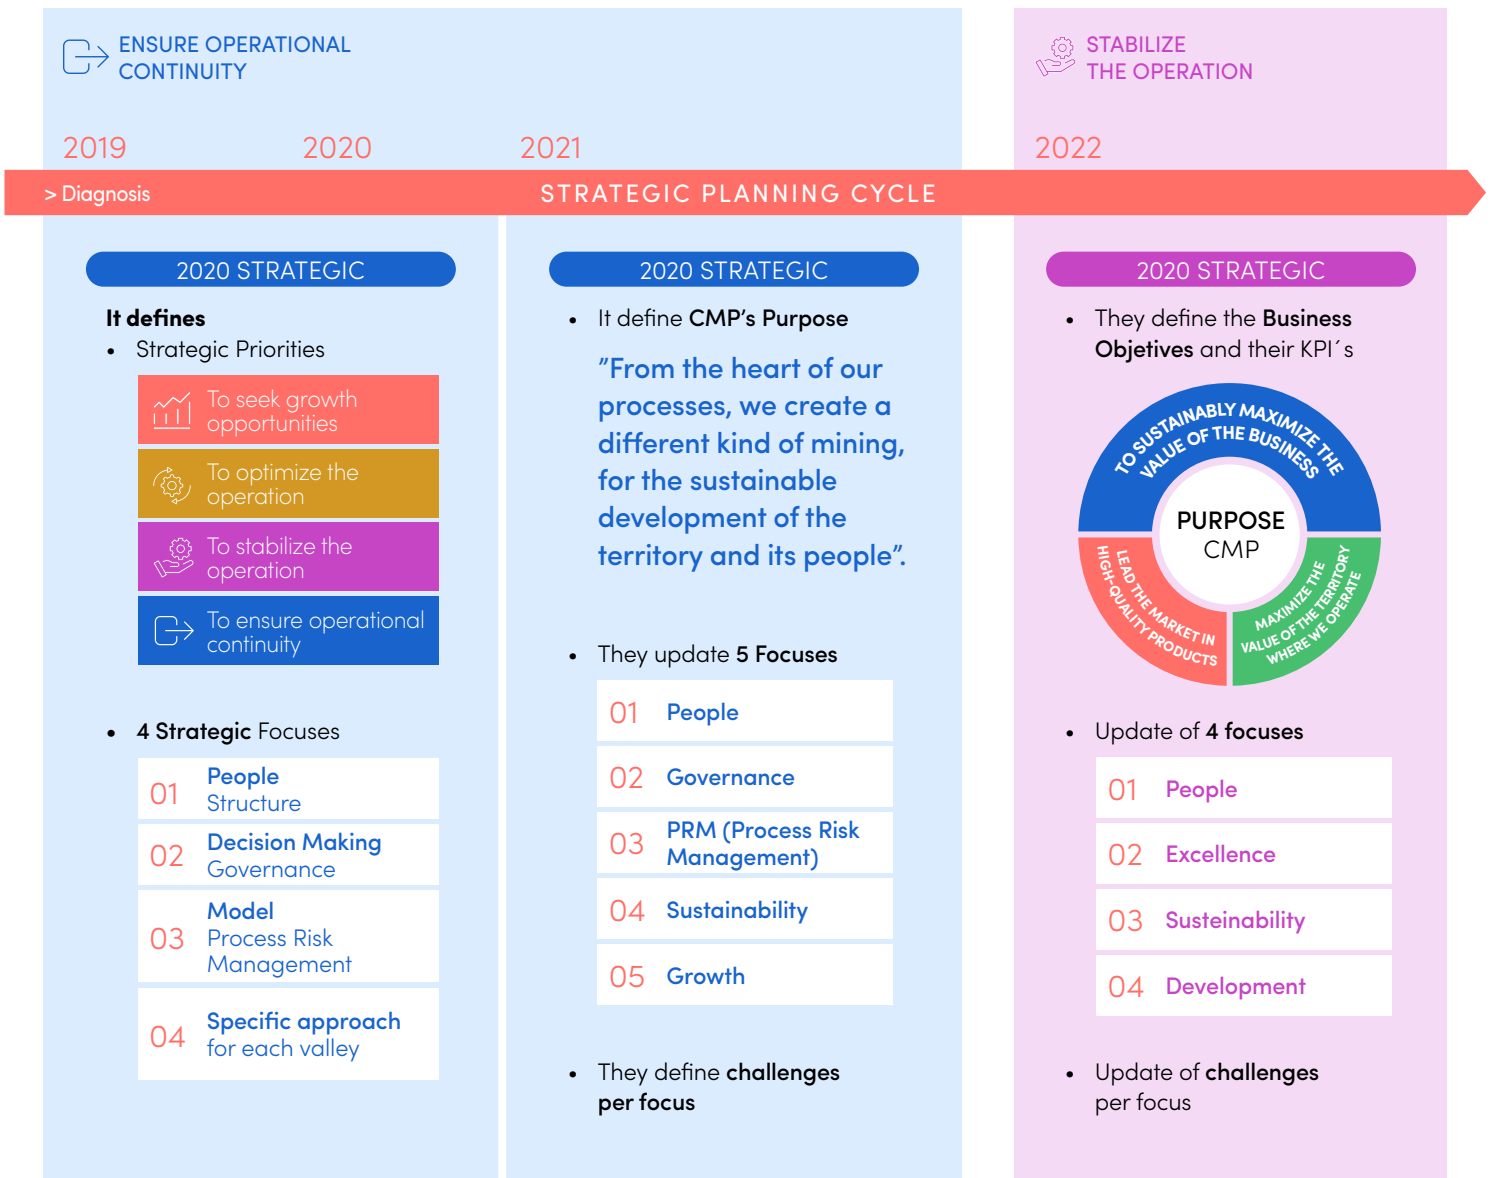 ENSURE OPERATIONAL
CONTINUITY
STABILIZE
THE OPERATION
2019
2020
2021
2022
> Diagnosis
STRATEGIC PLANNING CYCLE
2020 STRATEGIC
It defines
• Strategic Priorities
To seek growth
opportunities
To optimize the
operation
To stabilize the
operation
To ensure operational
continuity
• 4 Strategic Focuses
01
People
Structure
02
Decision Making
Governance
03
Model
Process Risk
Management
04
Specific approach
for each valley
2020 STRATEGIC
• It define CMP’s Purpose
”From the heart of our
processes, we create a
different kind of mining,
for the sustainable
development of the
territory and its people”.
• They update 5 Focuses
01 People
02 Governance
03
PRM (Process Risk
Management)
04 Sustainability
05 Growth
• They define challenges
per focus
2020 STRATEGIC
• They define the Business
Objetives and their KPI´s
TO SUSTAINABLY MAXIMIZE THE
VALUE OF THE BUSINESS
PURPOSE
CMP
LEAD THE MARKET IN
HIGH-QUALITY PRODUCTS
MAXIMIZE THE
VALUE OF THE TERRITORY
WHERE WE OPERATE
• Update of 4 focuses
01 People
02 Excellence
03 Susteinability
04 Development
• Update of challenges
per focus